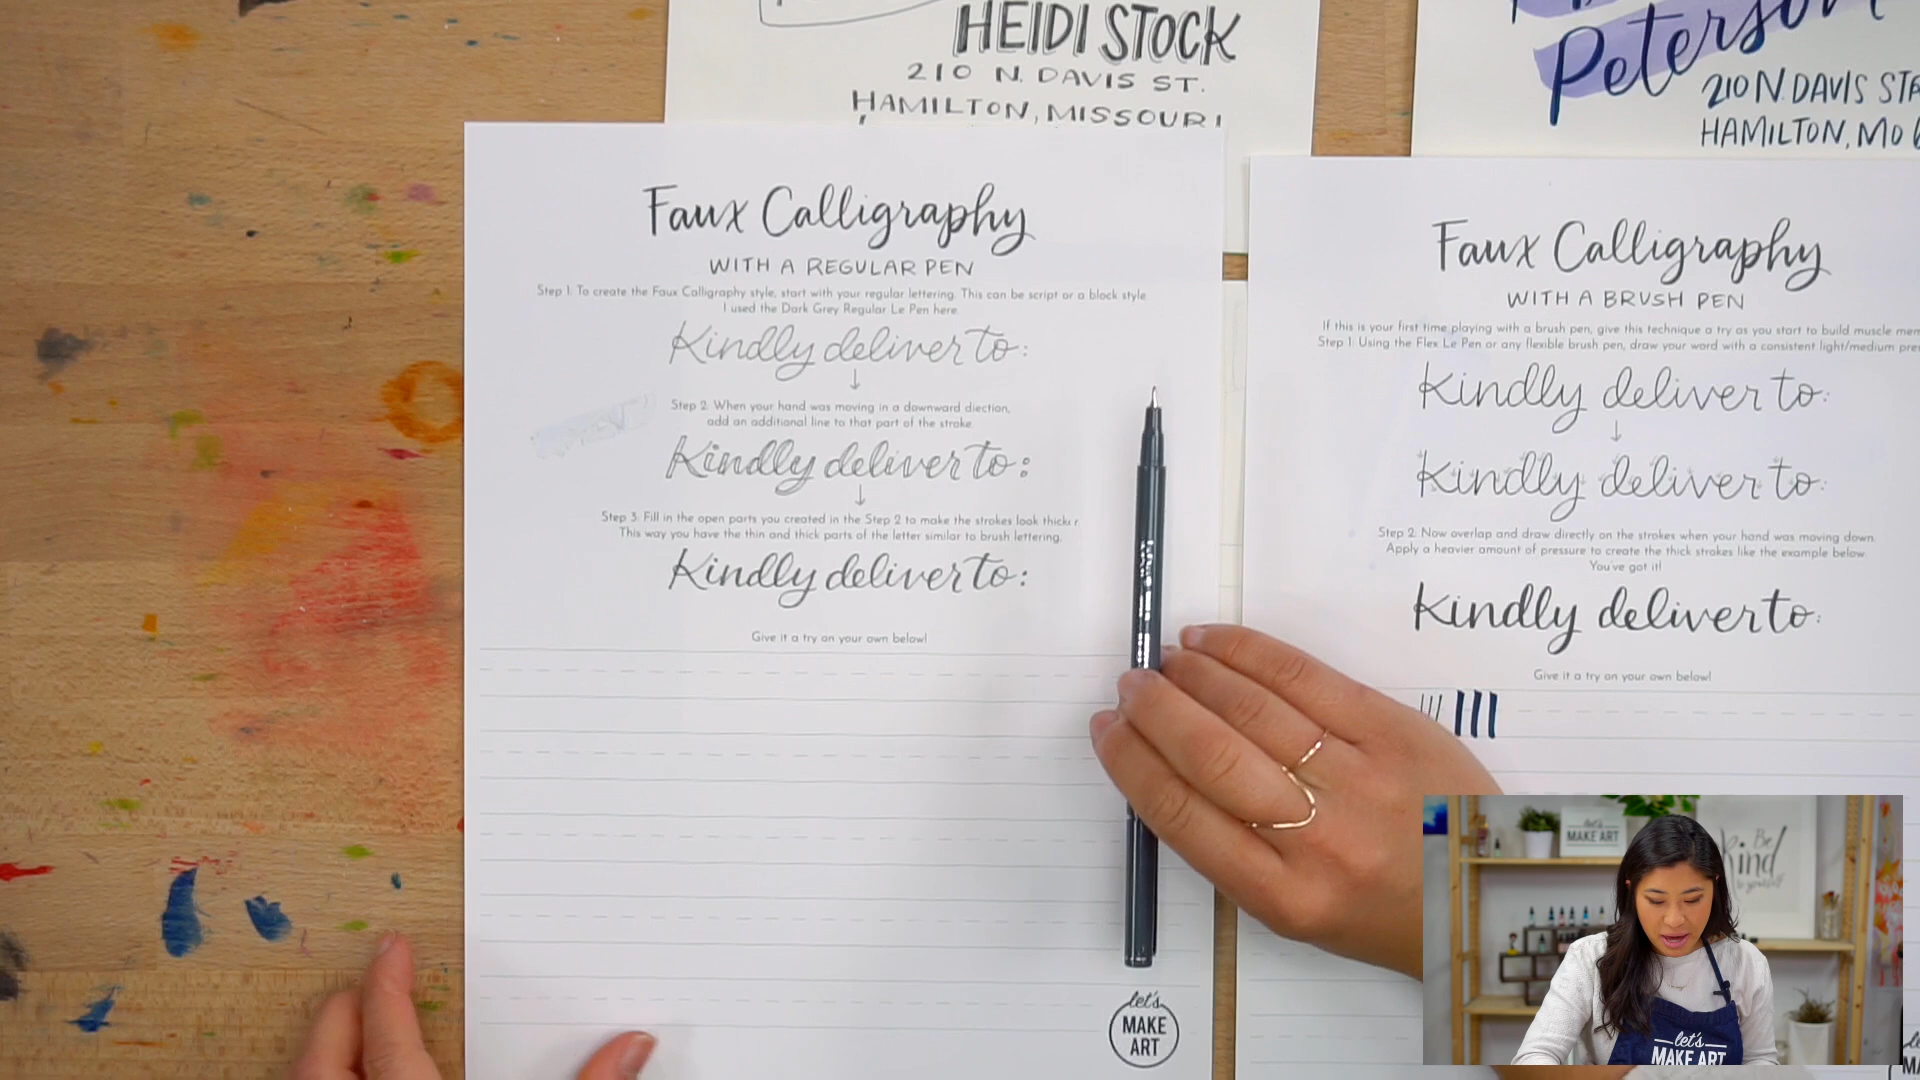 HEIDI STOCK
210 N. DAVIS ST.
HAMILTON, MISSOURI
Peterson
210 N. DAVIS
HAMILTON, MO
Faux Calligraphy
WITH A REGULAR PEN
Step 1: To create the Faux Calligraphy style, start with your regular lettering. This can be script or a block style
I used the Dark Grey Regular Le Pen here.
Kindly deliver to:
↓
Step 2: When your hand was moving in a downward diection,
add an additional line to that part of the stroke.
Kindly deliver to:
↓
Step 3: Fill in the open parts you created in the Step 2 to make the strokes look thicker
This way you have the thin and thick parts of the letter similar to brush lettering.
Kindly deliver to:
Give it a try on your own below!
let's
MAKE
ART
Faux Calligraphy
WITH A BRUSH PEN
If this is your first time playing with a brush pen, give this technique a try as you start to build muscle
Step 1: Using the Flex Le Pen or any flexible brush pen, draw your word with a consistent light/medium
Kindly deliver to:
↓
Kindly deliver to:
Step 2: Now overlap and draw directly on the strokes when your hand was moving down.
Apply a heavier amount of pressure to create the thick strokes like the example below.
You've got it!
Kindly deliver to:
Give it a try on your own below!
let's
MAKE ART
Be
kind
to yourself
let's
MAKE ART